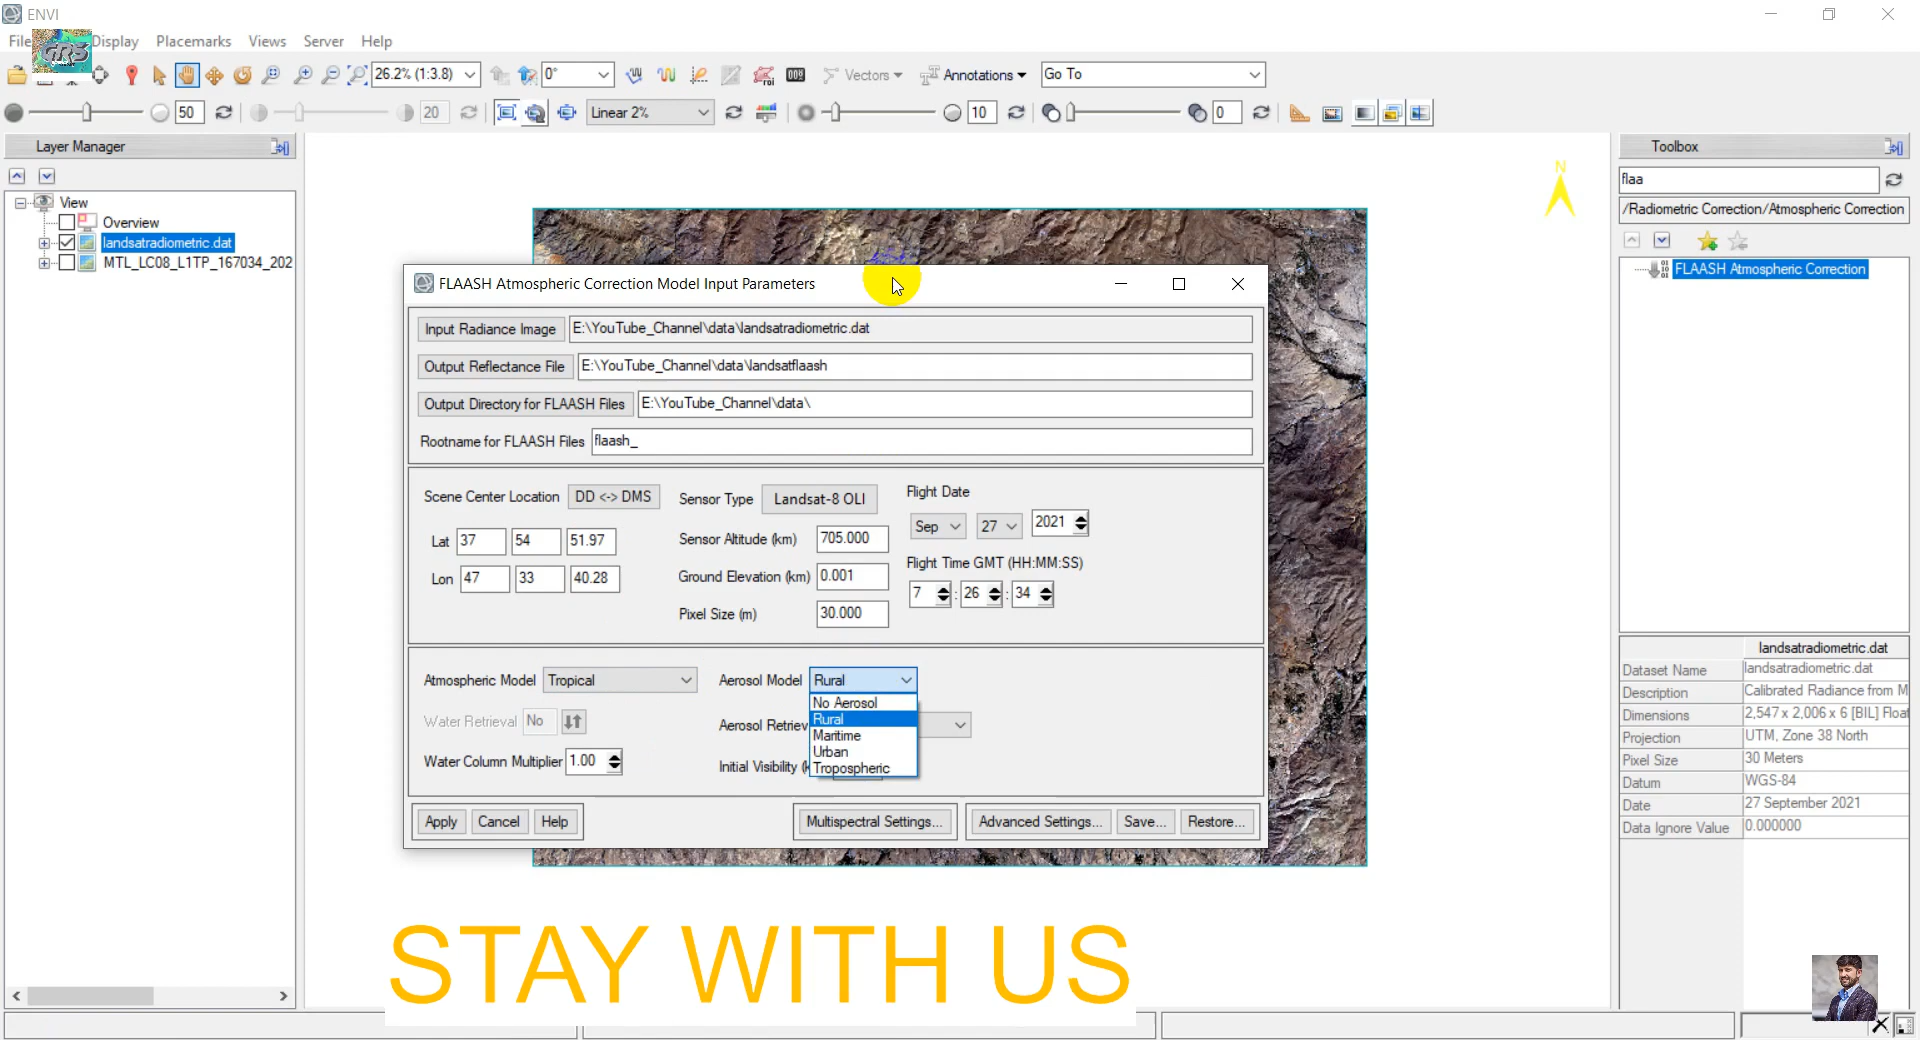 ENVI
File Display Placemarks Views Server Help
GRS
26.2% (1:3.8) 0° roi Vectors Annotations Go To
50 20 Linear 2% 10 0
Layer Manager
View
Overview
landsatradiometric.dat
MTL_LC08_L1TP_167034_202
FLAASH Atmospheric Correction Model Input Parameters
Input Radiance Image E:\YouTube_Channel\data\landsatradiometric.dat
Output Reflectance File E:\YouTube_Channel\data\landsatflaash
Output Directory for FLAASH Files E:\YouTube_Channel\data\
Rootname for FLAASH Files flaash_
Scene Center Location DD <-> DMS
Lat 37 54 51.97
Lon 47 33 40.28
Sensor Type Landsat-8 OLI
Sensor Altitude (km) 705.000
Ground Elevation (km) 0.001
Pixel Size (m) 30.000
Flight Date
Sep 27 2021
Flight Time GMT (HH:MM:SS)
7 : 26 : 34
Atmospheric Model Tropical
Water Retrieval No
Water Column Multiplier 1.00
Aerosol Model Rural
No Aerosol
Rural
Maritime
Urban
Tropospheric
Aerosol Retriev
Initial Visibility (k
Apply Cancel Help Multispectral Settings... Advanced Settings... Save... Restore...
N
Toolbox
flaa
/Radiometric Correction/Atmospheric Correction
FLAASH Atmospheric Correction
landsatradiometric.dat
Dataset Name landsatradiometric.dat
Description Calibrated Radiance from M
Dimensions 2,547 x 2,006 x 6 [BIL] Float
Projection UTM, Zone 38 North
Pixel Size 30 Meters
Datum WGS-84
Date 27 September 2021
Data Ignore Value 0.000000
STAY WITH US